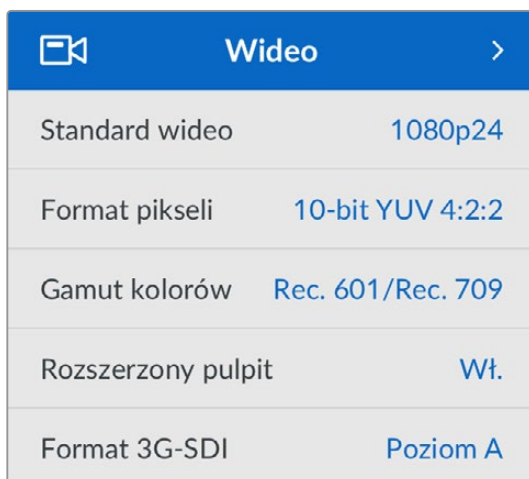 Wideo
Standard wideo 1080p24
Format pikseli 10-bit YUV 4:2:2
Gamut kolorów Rec. 601/Rec. 709
Rozszerzony pulpit Wł.
Format 3G-SDI Poziom A